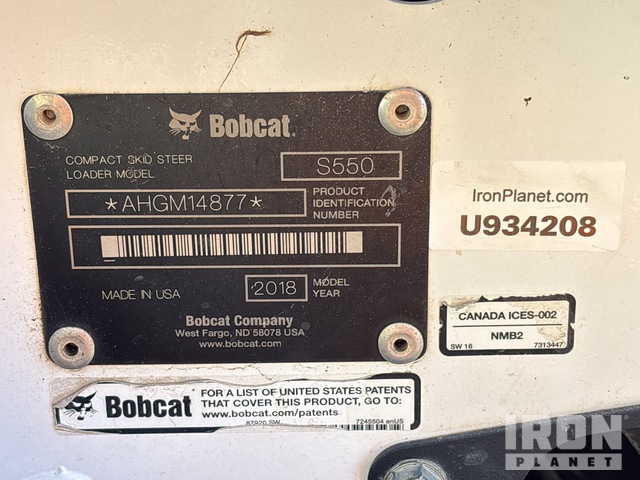 Bobcat.
COMPACT SKID STEER
LOADER MODEL
S550
*AHGM14877*
PRODUCT
IDENTIFICATION
NUMBER
MADE IN USA
2018
MODEL
YEAR
Bobcat Company
West Fargo, ND 58078 USA
www.bobcat.com
IronPlanet.com
U934208
CANADA ICES-002
NMB2
SW 16 7313447
Bobcat
FOR A LIST OF UNITED STATES PATENTS
THAT COVER THIS PRODUCT, GO TO:
www.bobcat.com/patents
87920 SW 7245504 enUS
IRON
PLANET